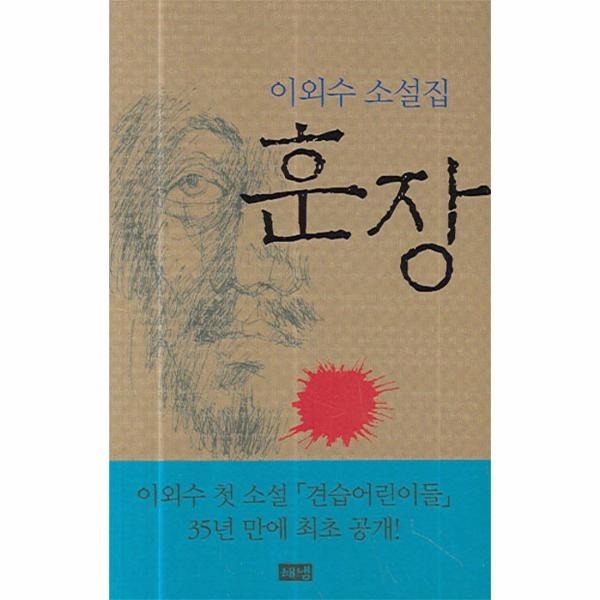 이외수 소설집
훈장
이외수 첫 소설 「견습어린이들」
35년 만에 최초 공개!
해냄